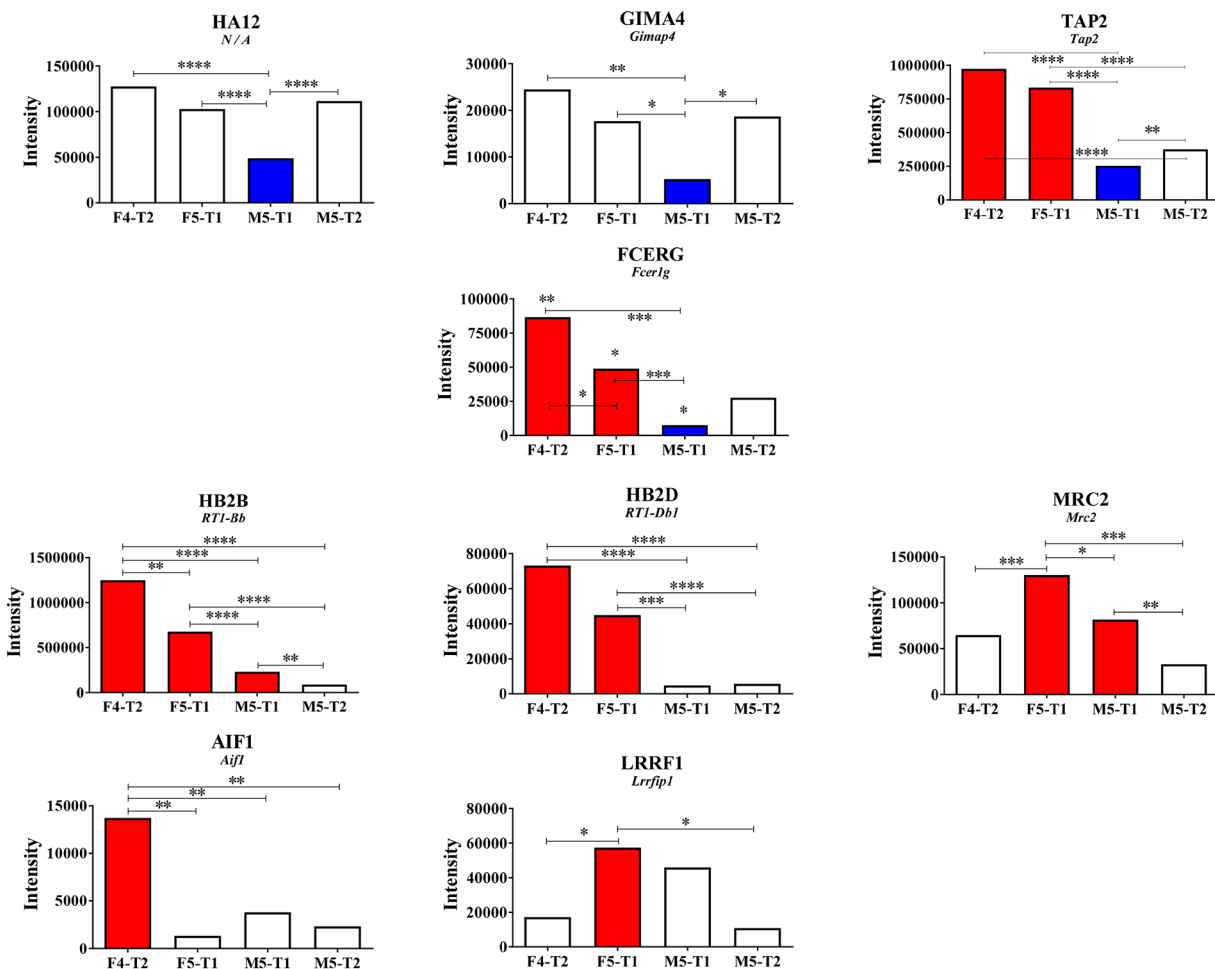 HA12
N / A
****
****
****
Intensity
150000
100000
50000
0
F4-T2 F5-T1 M5-T1 M5-T2
GIMA4
Gimap4
**
*
*
Intensity
30000
20000
10000
0
F4-T2 F5-T1 M5-T1 M5-T2
TAP2
Tap2
**** ****
****
**
****
Intensity
1000000
750000
500000
250000
0
F4-T2 F5-T1 M5-T1 M5-T2
FCERG
Fcer1g
**
***
*
***
*
*
Intensity
100000
75000
50000
25000
0
F4-T2 F5-T1 M5-T1 M5-T2
HB2B
RT1-Bb
****
****
**
****
****
**
Intensity
1500000
1000000
500000
0
F4-T2 F5-T1 M5-T1 M5-T2
HB2D
RT1-Db1
****
****
****
***
Intensity
80000
60000
40000
20000
0
F4-T2 F5-T1 M5-T1 M5-T2
MRC2
Mrc2
***
*
***
**
Intensity
150000
100000
50000
0
F4-T2 F5-T1 M5-T1 M5-T2
AIF1
Aif1
**
**
**
Intensity
15000
10000
5000
0
F4-T2 F5-T1 M5-T1 M5-T2
LRRF1
Lrrfip1
*
*
Intensity
80000
60000
40000
20000
0
F4-T2 F5-T1 M5-T1 M5-T2